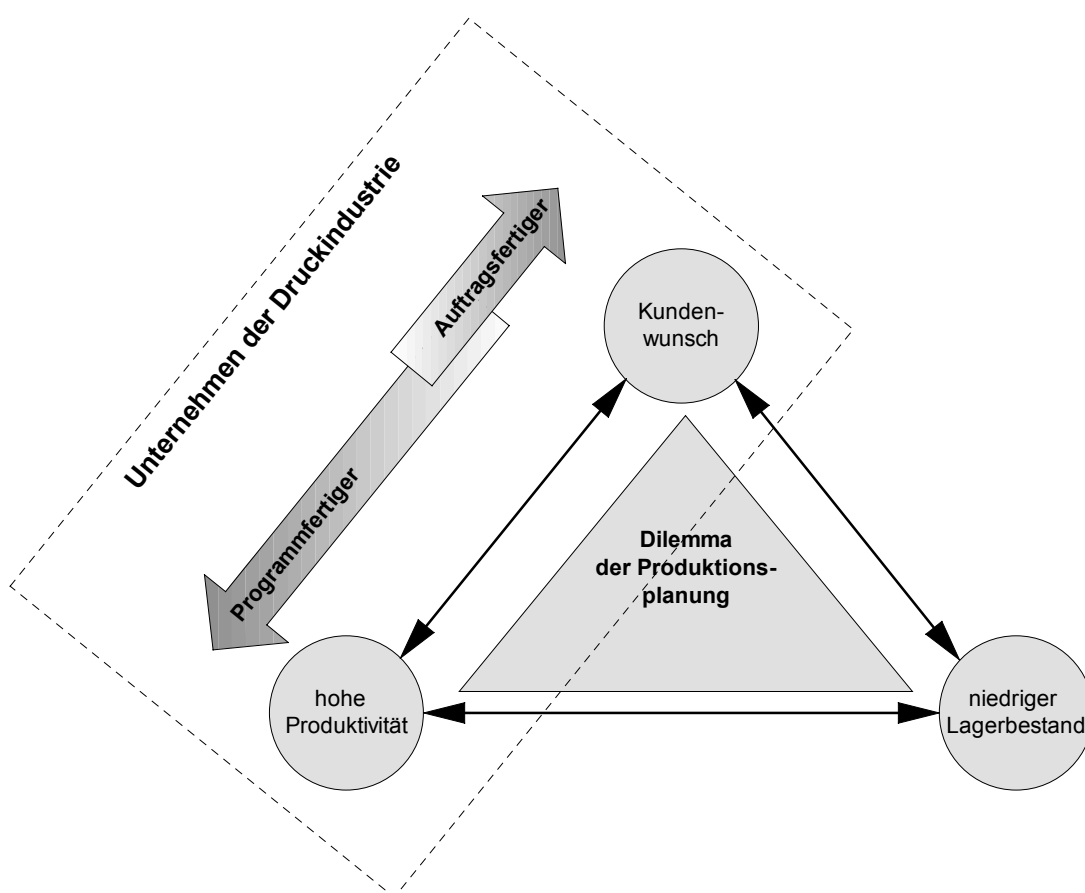 Unternehmen der Druckindustrie
Auftragsfertiger
Programmfertiger
Kunden-
wunsch
Dilemma
der Produktions-
planung
hohe
Produktivität
niedriger
Lagerbestand